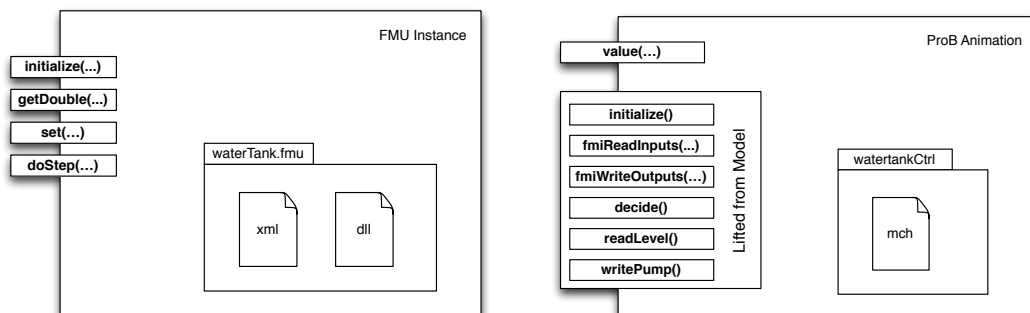 FMU Instance
initialize(...)
getDouble(...)
set(…)
doStep(…)
waterTank.fmu
xml
dll
ProB Animation
value(…)
initialize()
fmiReadInputs(...)
fmiWriteOutputs(…)
decide()
readLevel()
writePump()
Lifted from Model
watertankCtrl
mch